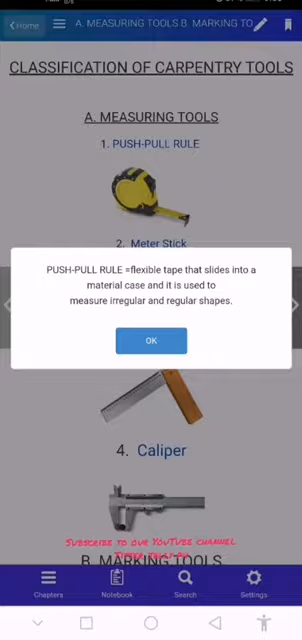 Home
A. MEASURING TOOLS B. MARKING TO
CLASSIFICATION OF CARPENTRY TOOLS
A. MEASURING TOOLS
1. PUSH-PULL RULE
2. Meter Stick
PUSH-PULL RULE =flexible tape that slides into a
material case and it is used to
measure irregular and regular shapes.
OK
4. Caliper
SUBSCRIBE TO OUR YOUTUBE CHANNEL
B. MARKING TOOLS
Chapters
Notebook
Search
Settings